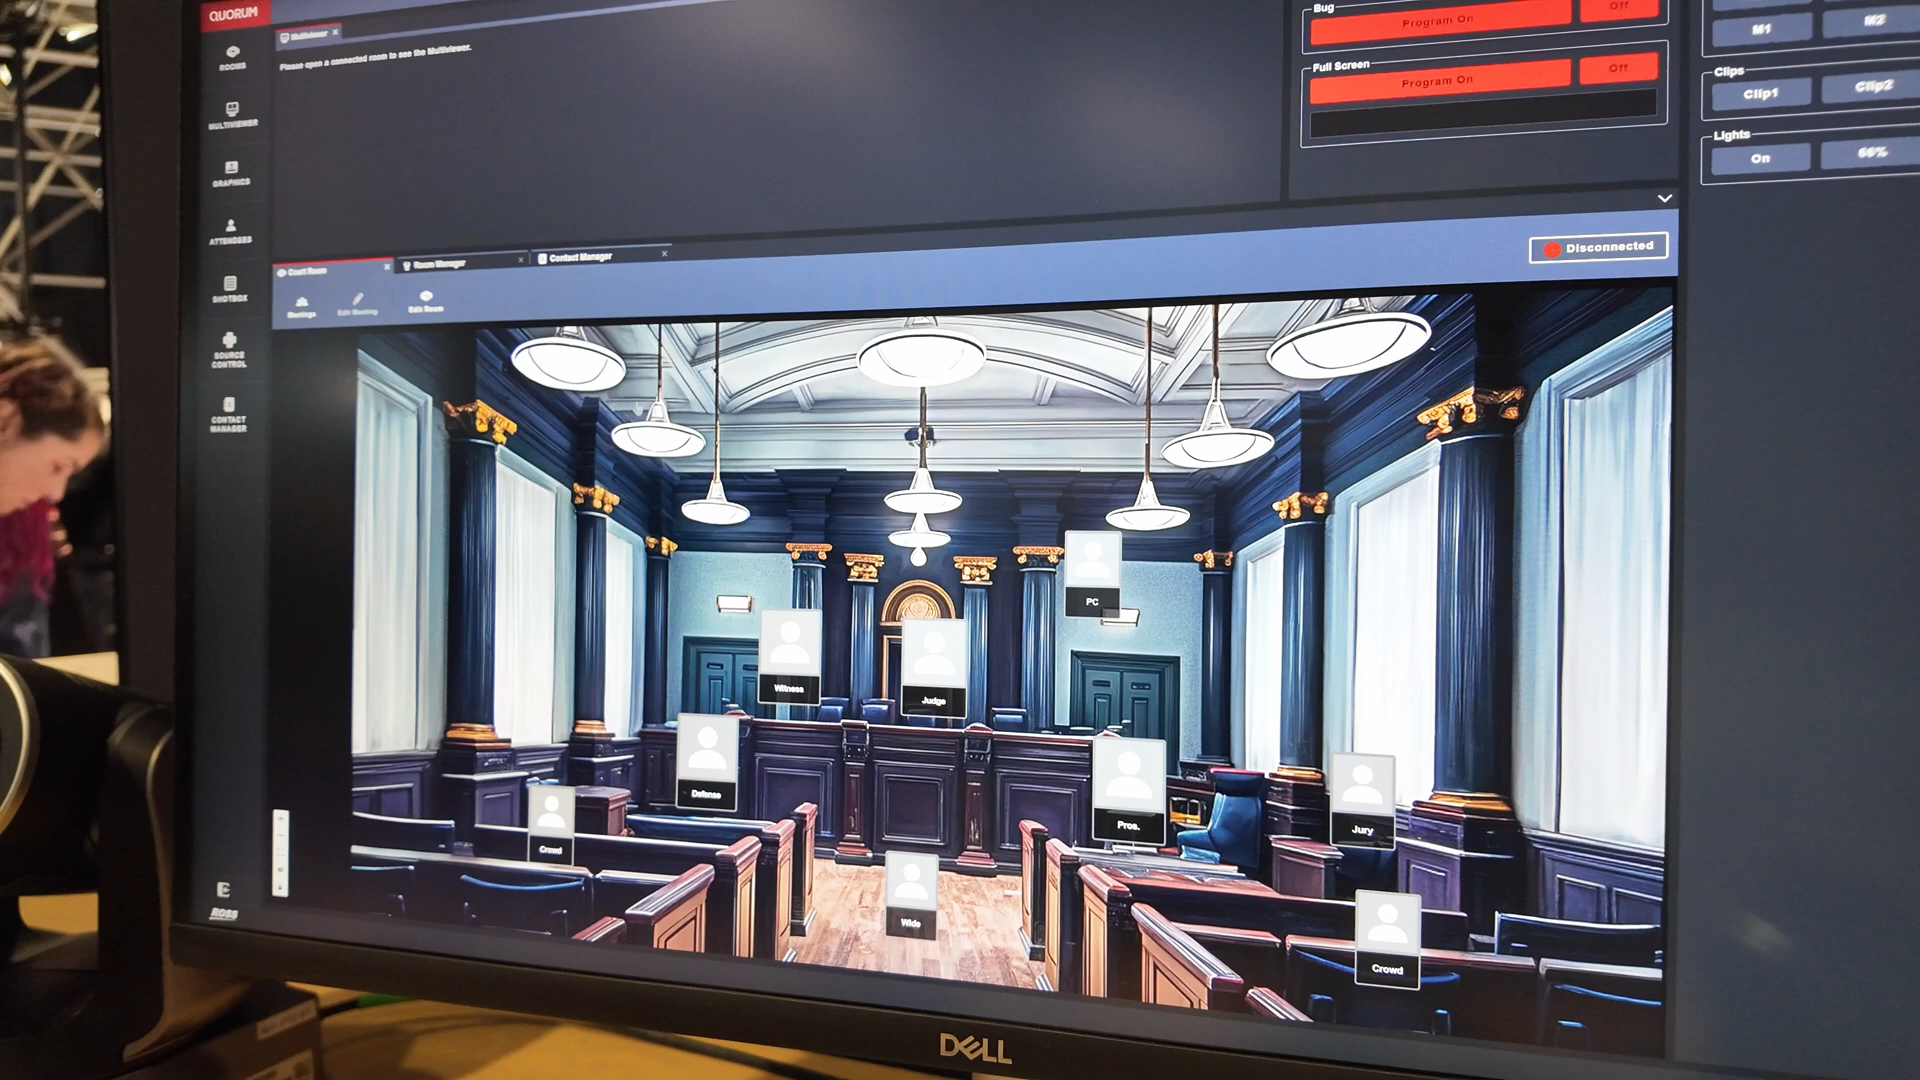 QUORUM
ROOMS
MULTIVIEWER
GRAPHICS
ATTENDEES
SHOTBOX
SOURCE
CONTROL
CONTACT
MANAGER
ROSS
Multiviewer
Please open a connected room to see the Multiviewer.
Bug
Program On
Off
Full Screen
Program On
Off
M1
M2
Clips
Clip1
Clip2
Lights
On
66%
Disconnected
Court Room
Room Manager
Contact Manager
Meetings
Edit Meeting
Edit Room
PC
Witness
Judge
Defense
Pros.
Jury
Crowd
Wide
Crowd
DELL